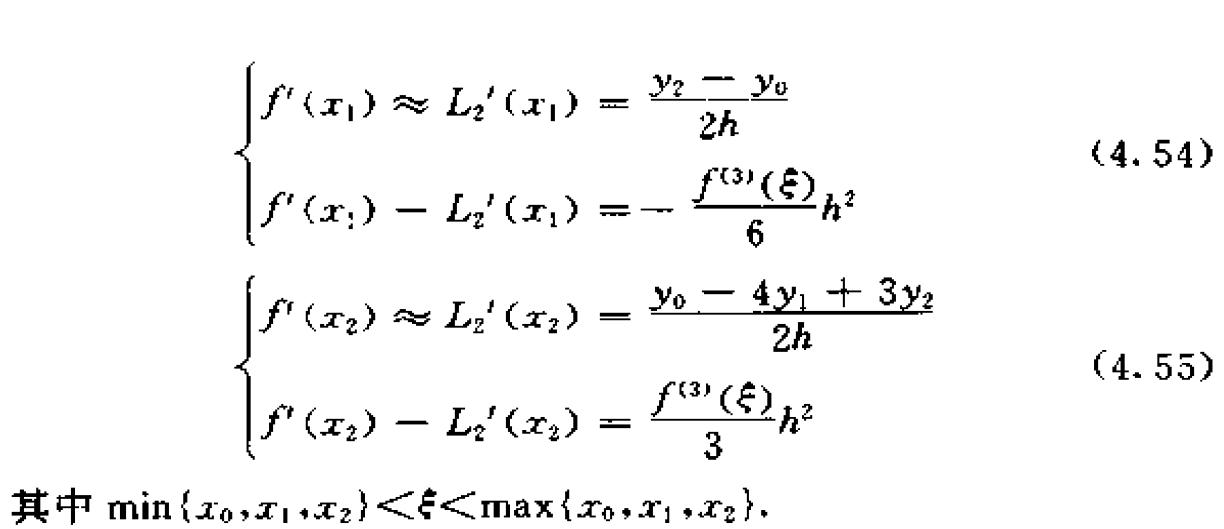 f′(x₁) ≈ L₂′(x₁) = (y₂ − y₀)/(2h)
(4.54)
f′(x₁) − L₂′(x₁) = − (f⁽³⁾(ξ)/6)h²
f′(x₂) ≈ L₂′(x₂) = (y₀ − 4y₁ + 3y₂)/(2h)
(4.55)
f′(x₂) − L₂′(x₂) = (f⁽³⁾(ξ)/3)h²
其中 min{x₀,x₁,x₂}<ξ<max{x₀,x₁,x₂}.